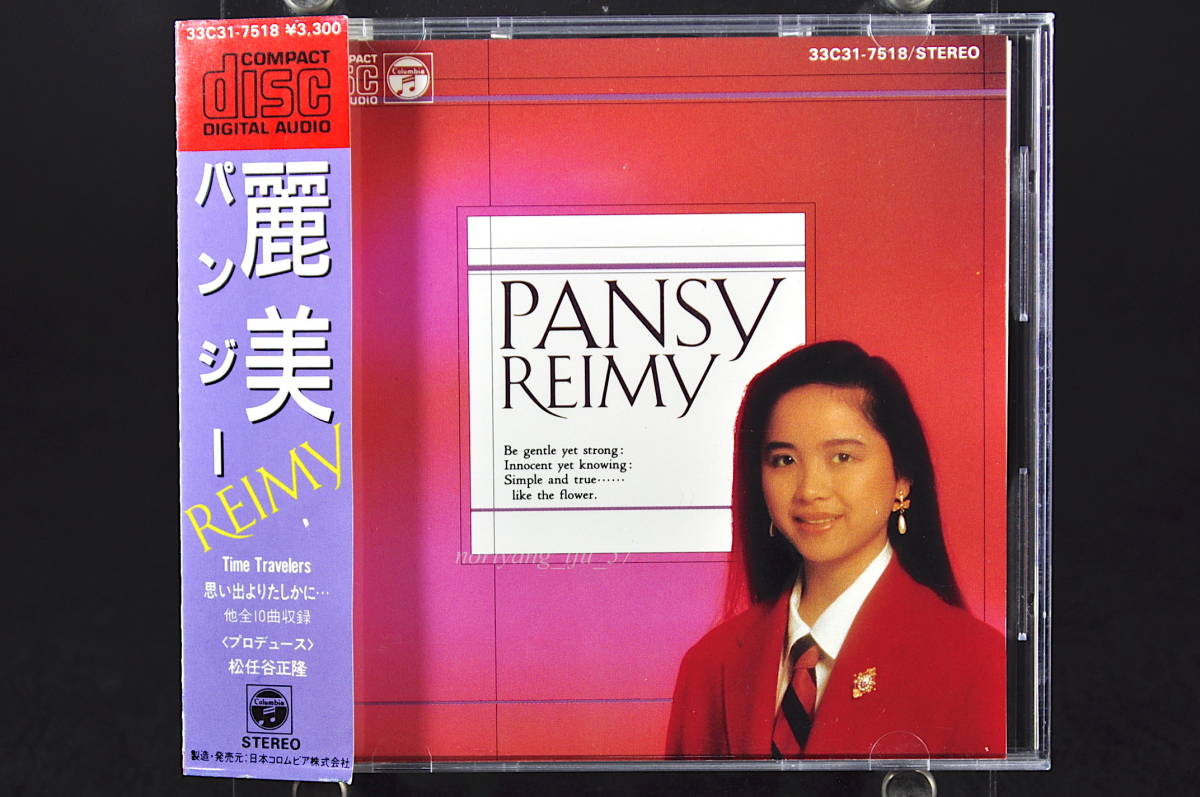 33C31-7518 ¥3,300
COMPACT
disc
DIGITAL AUDIO
麗美
パンジー
REIMY
Time Travelers
思い出よりたしかに…
他全10曲収録
〈プロデュース〉
松任谷正隆
Columbia
STEREO
製造・発売元：日本コロムビア株式会社
PACT
SC
UDIO
Columbia
33C31-7518/STEREO
PANSY
REIMY
Be gentle yet strong:
Innocent yet knowing:
Simple and true……
like the flower.